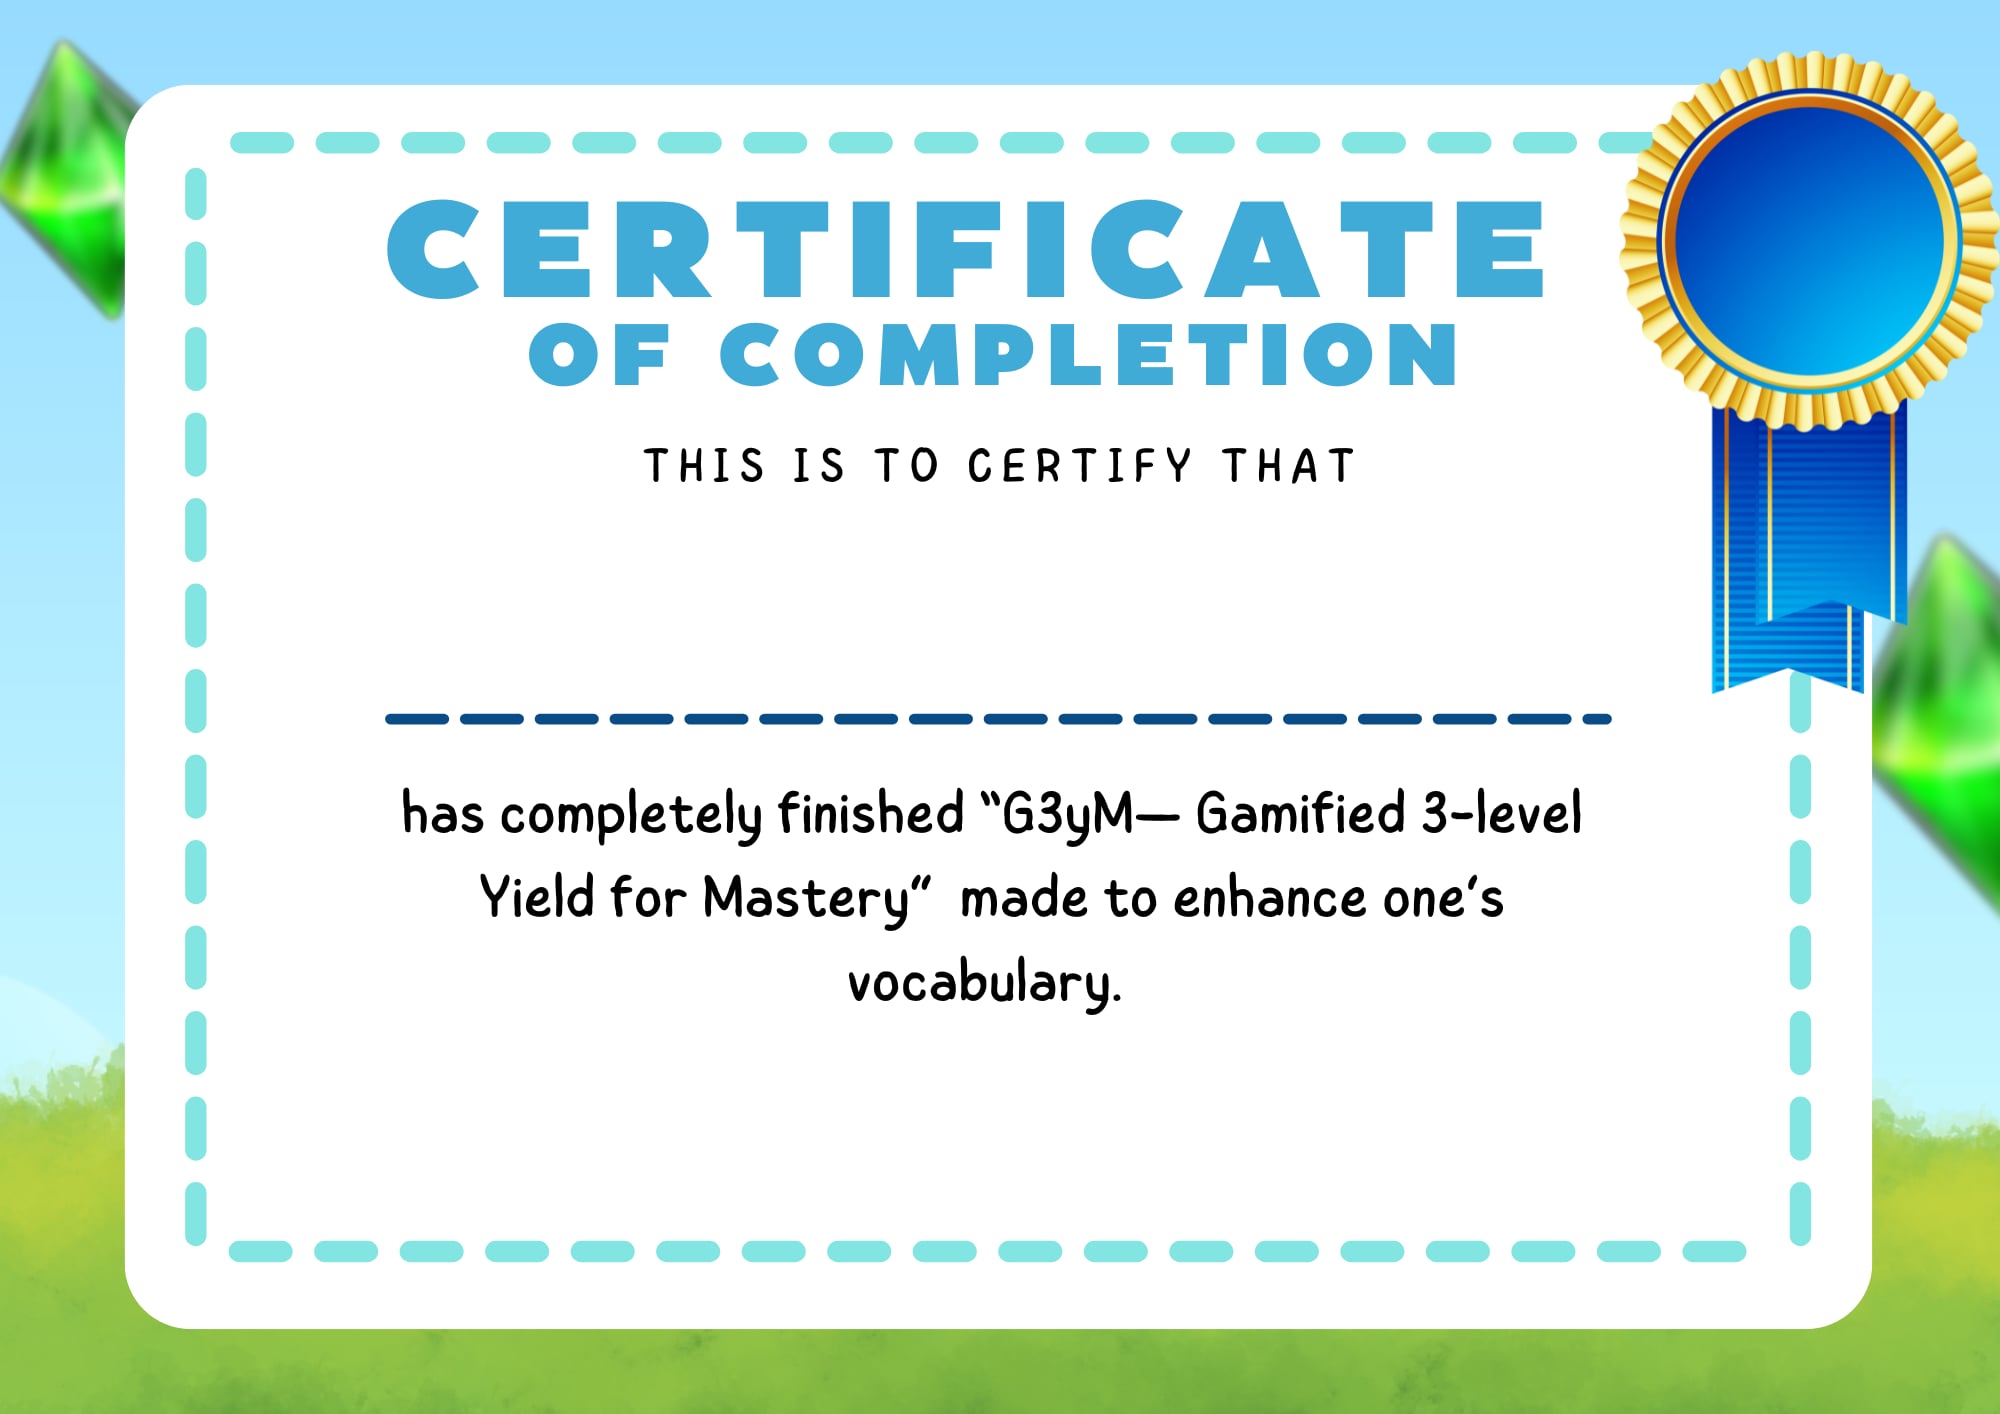 CERTIFICATE
OF COMPLETION
THIS IS TO CERTIFY THAT
has completely finished “G3yM— Gamified 3-level
Yield for Mastery” made to enhance one’s
vocabulary.